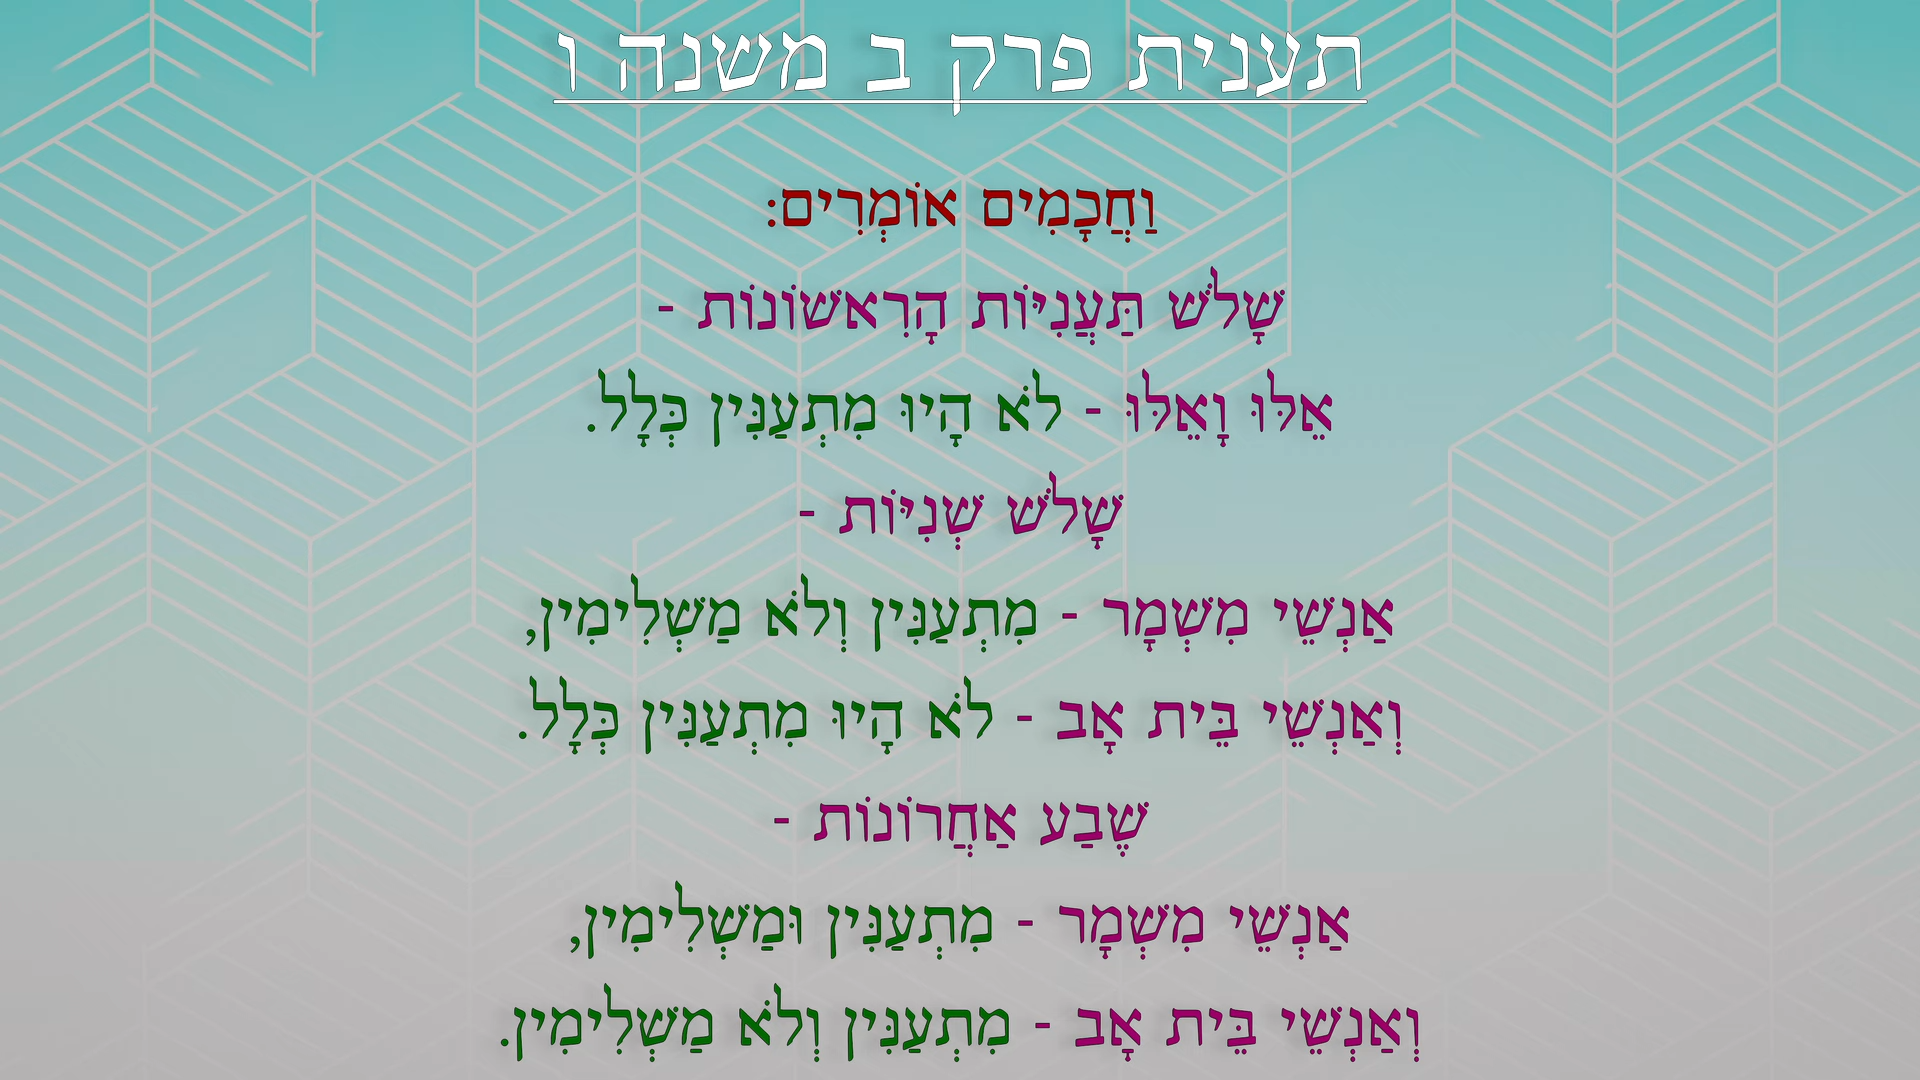 תענית פרק ב משנה ו
וַחֲכָמִים אוֹמְרִים:
שָׁלֹשׁ תַּעֲנִיּוֹת הָרִאשׁוֹנוֹת -
אֵלּוּ וָאֵלּוּ - לֹא הָיוּ מִתְעַנִּין כְּלָל.
שָׁלֹשׁ שְׁנִיּוֹת -
אַנְשֵׁי מִשְׁמָר - מִתְעַנִּין וְלֹא מַשְׁלִימִין,
וְאַנְשֵׁי בֵּית אָב - לֹא הָיוּ מִתְעַנִּין כְּלָל.
שֶׁבַע אַחֲרוֹנוֹת -
אַנְשֵׁי מִשְׁמָר - מִתְעַנִּין וּמַשְׁלִימִין,
וְאַנְשֵׁי בֵּית אָב - מִתְעַנִּין וְלֹא מַשְׁלִימִין.